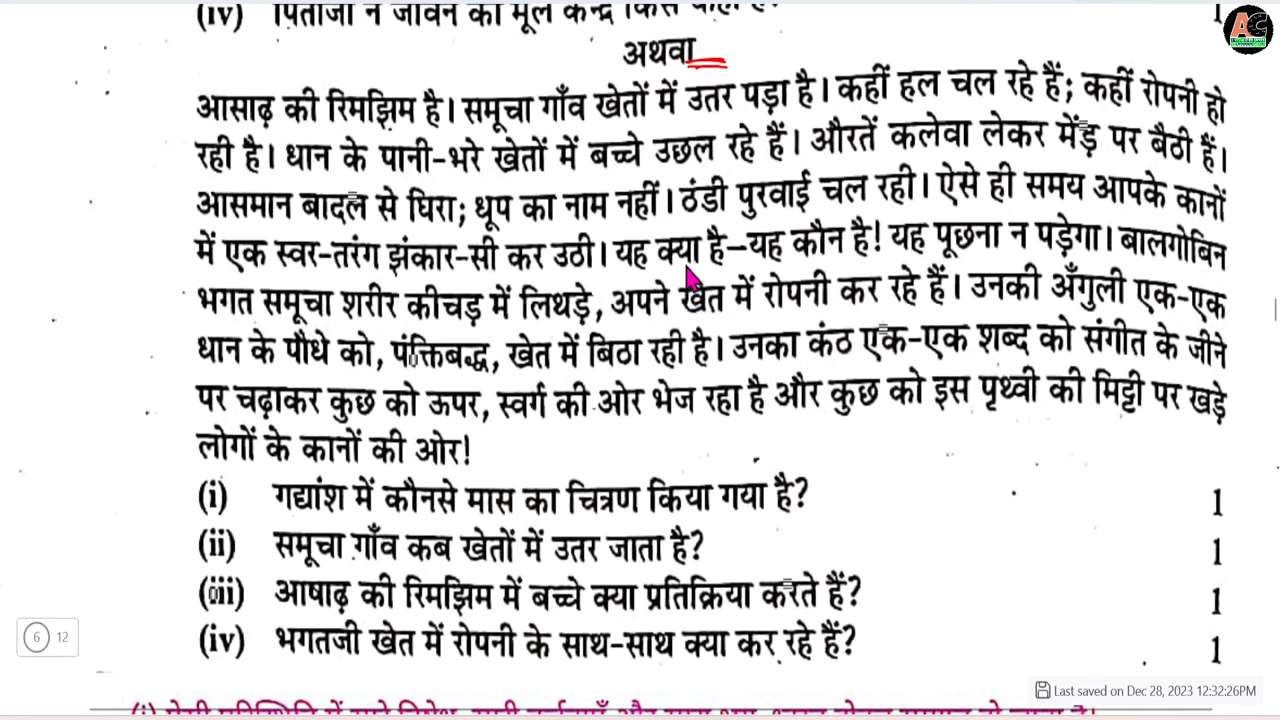 (iv) पिताजी न जीवन का मूल केन्द्र किसे
1
अथवा
आसाढ़ की रिमझिम है। समूचा गाँव खेतों में उतर पड़ा है। कहीं हल चल रहे हैं; कहीं रोपनी हो
रही है। धान के पानी-भरे खेतों में बच्चे उछल रहे हैं। औरतें कलेवा लेकर मेंड़ पर बैठी हैं।
आसमान बादल से घिरा; धूप का नाम नहीं। ठंडी पुरवाई चल रही। ऐसे ही समय आपके कानों
में एक स्वर-तरंग झंकार-सी कर उठी। यह क्या है–यह कौन है! यह पूछना न पड़ेगा। बालगोबिन
भगत समूचा शरीर कीचड़ में लिथड़े, अपने खेत में रोपनी कर रहे हैं। उनकी अँगुली एक-एक
धान के पौधे को, पंक्तिबद्ध, खेत में बिठा रही है। उनका कंठ एक-एक शब्द को संगीत के जीने
पर चढ़ाकर कुछ को ऊपर, स्वर्ग की ओर भेज रहा है और कुछ को इस पृथ्वी की मिट्टी पर खड़े
लोगों के कानों की ओर!
(i) गद्यांश में कौनसे मास का चित्रण किया गया है? 1
(ii) समूचा गाँव कब खेतों में उतर जाता है? 1
(iii) आषाढ़ की रिमझिम में बच्चे क्या प्रतिक्रिया करते हैं? 1
(iv) भगतजी खेत में रोपनी के साथ-साथ क्या कर रहे हैं? 1
6 12
Last saved on Dec 28, 2023 12:32:26PM
AC